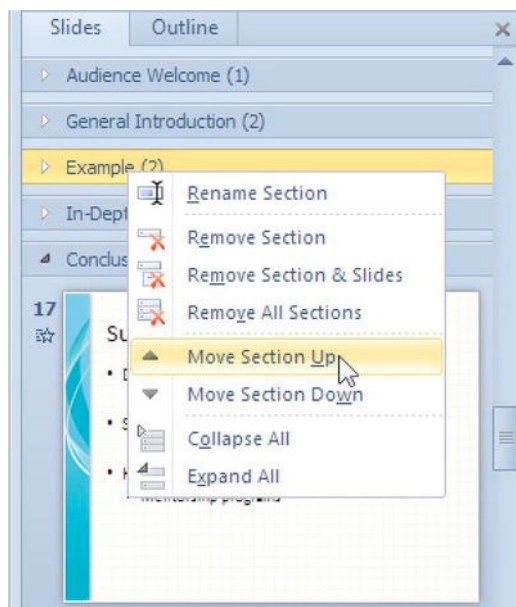 Slides Outline
Audience Welcome (1)
General Introduction (2)
Example (2)
Rename Section
In-Dept
Remove Section
Conclus
Remove Section & Slides
17
Remove All Sections
Su
Move Section Up
Move Section Down
Collapse All
Expand All
Mentorship programs